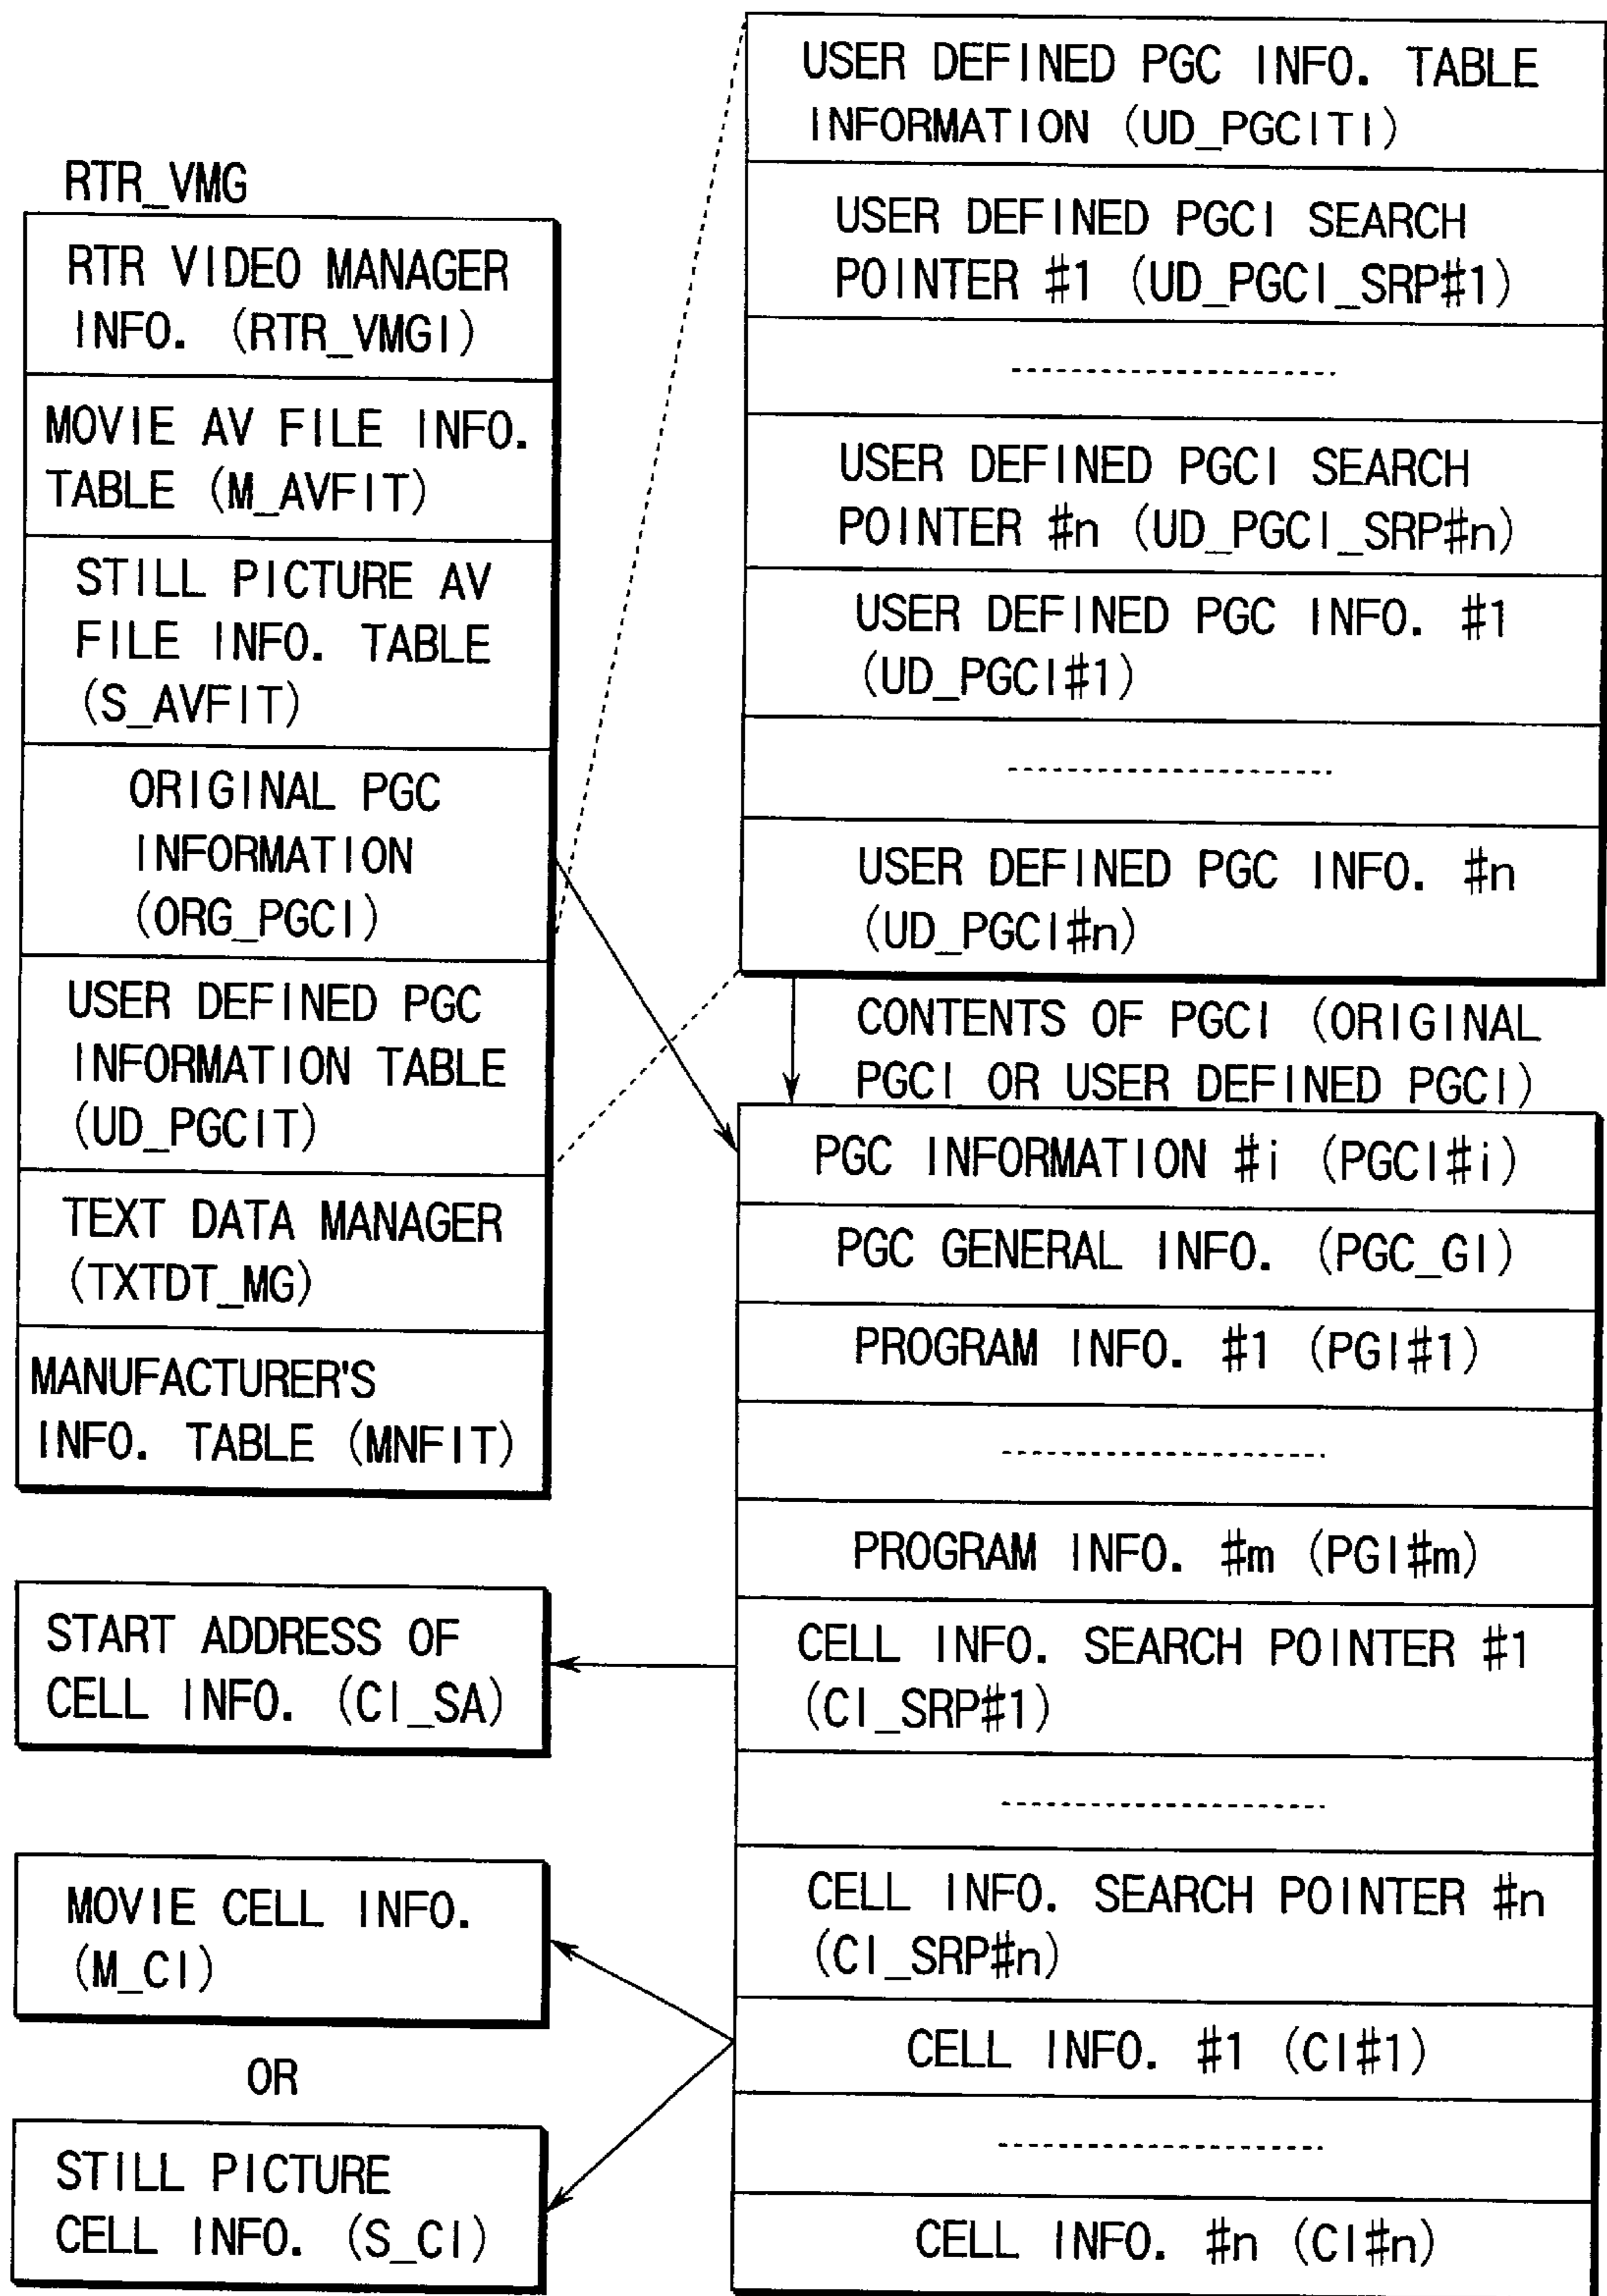 RTR_VMG
RTR VIDEO MANAGER
INFO. (RTR_VMGI)
MOVIE AV FILE INFO.
TABLE (M_AVFIT)
STILL PICTURE AV
FILE INFO. TABLE
(S_AVFIT)
ORIGINAL PGC
INFORMATION
(ORG_PGCI)
USER DEFINED PGC
INFORMATION TABLE
(UD_PGCIT)
TEXT DATA MANAGER
(TXTDT_MG)
MANUFACTURER'S
INFO. TABLE (MNFIT)
USER DEFINED PGC INFO. TABLE
INFORMATION (UD_PGCITI)
USER DEFINED PGCI SEARCH
POINTER #1 (UD_PGCI_SRP#1)
USER DEFINED PGCI SEARCH
POINTER #n (UD_PGCI_SRP#n)
USER DEFINED PGC INFO. #1
(UD_PGCI#1)
USER DEFINED PGC INFO. #n
(UD_PGCI#n)
CONTENTS OF PGCI (ORIGINAL
PGCI OR USER DEFINED PGCI)
PGC INFORMATION #i (PGCI#i)
PGC GENERAL INFO. (PGC_GI)
PROGRAM INFO. #1 (PGI#1)
PROGRAM INFO. #m (PGI#m)
CELL INFO. SEARCH POINTER #1
(CI_SRP#1)
CELL INFO. SEARCH POINTER #n
(CI_SRP#n)
CELL INFO. #1 (CI#1)
CELL INFO. #n (CI#n)
START ADDRESS OF
CELL INFO. (CI_SA)
MOVIE CELL INFO.
(M_CI)
OR
STILL PICTURE
CELL INFO. (S_CI)